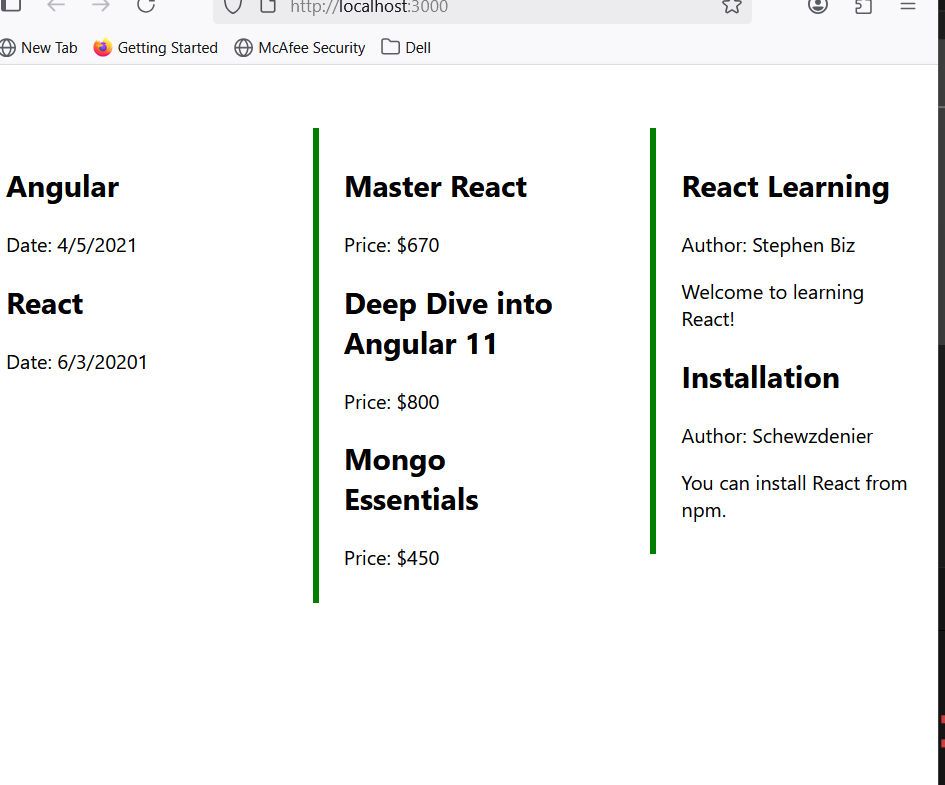 http://localhost:3000
New Tab
Getting Started
McAfee Security
Dell
Angular
Date: 4/5/2021
React
Date: 6/3/20201
Master React
Price: $670
Deep Dive into
Angular 11
Price: $800
Mongo
Essentials
Price: $450
React Learning
Author: Stephen Biz
Welcome to learning
React!
Installation
Author: Schewzdenier
You can install React from
npm.